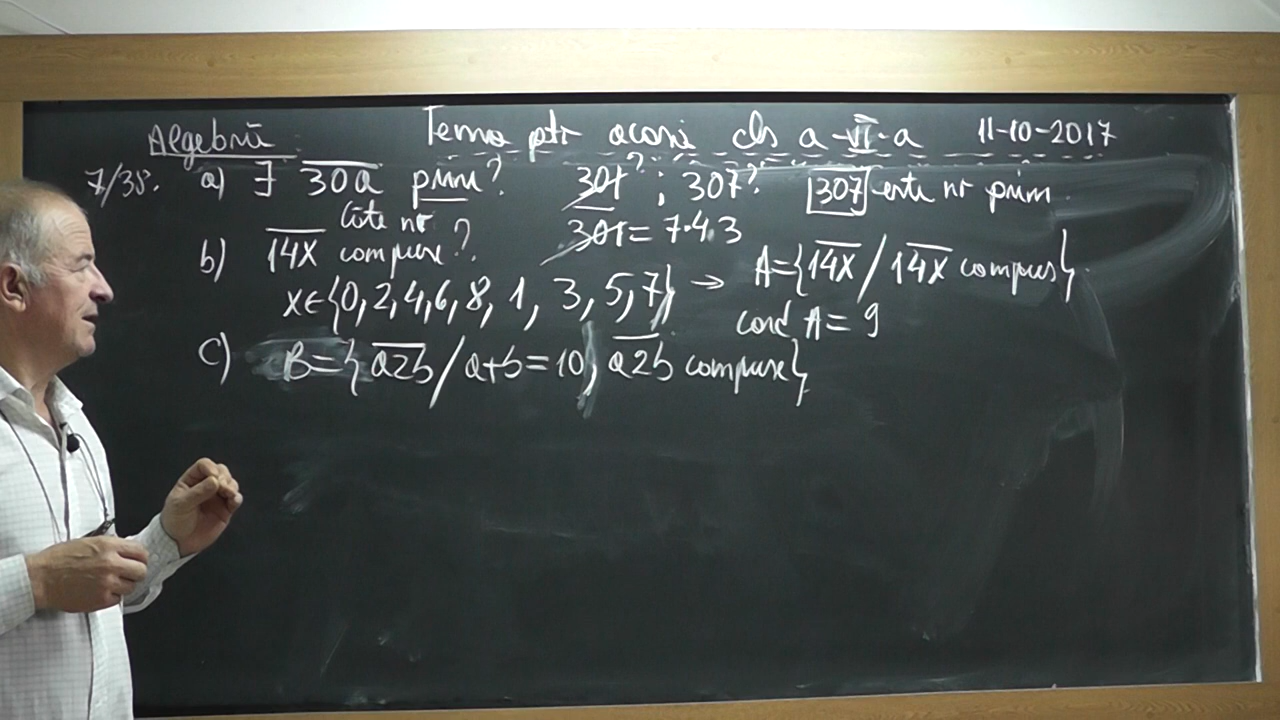 Algebră: Temă ptr acasă cls a-VI-a 11-10-2017
7/38. a) ∃ 30a prim? 301?; 307? 307 este nr prim
301 = 7·43
b) 14x câte nr compuse? A={14x / 14x compus}.
x∈{0, 2, 4, 6, 8, 1, 3, 5, 7} → card A = 9
c) B={a2b / a+b=10, a2b compuse}